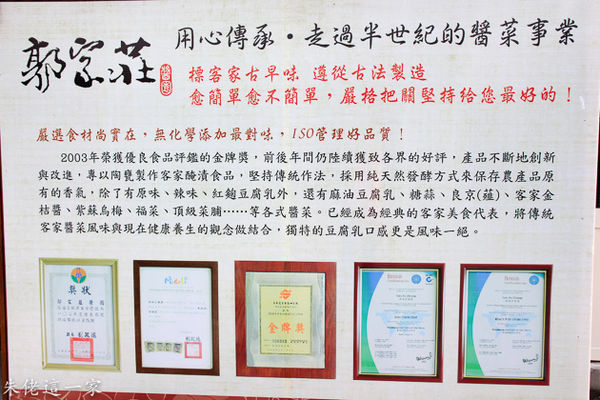 郭家莊
醬園
用心傳承・走過半世紀的醬菜事業
標客家古早味 遵從古法製造
愈簡單愈不簡單，嚴格把關堅持給您最好的！
嚴選食材尚實在，無化學添加最對味，ISO管理好品質！
2003年榮獲優良食品評鑑的金牌獎，前後年間仍陸續獲致各界的好評，產品不斷地創新
與改進，專以陶甕製作客家醃漬食品，堅持傳統作法，採用純天然發酵方式來保存農產品原
有的香氣，除了有原味、辣味、紅麴豆腐乳外，還有麻油豆腐乳、糖蒜、良京(薤)、客家金
桔醬、紫蘇烏梅、福菜、頂級菜脯……等各式醬菜。已經成為經典的客家美食代表，將傳統
客家醬菜風味與現在健康養生的觀念做結合，獨特的豆腐乳口感更是風味一絕。
獎狀
金牌獎
朱佬這一家